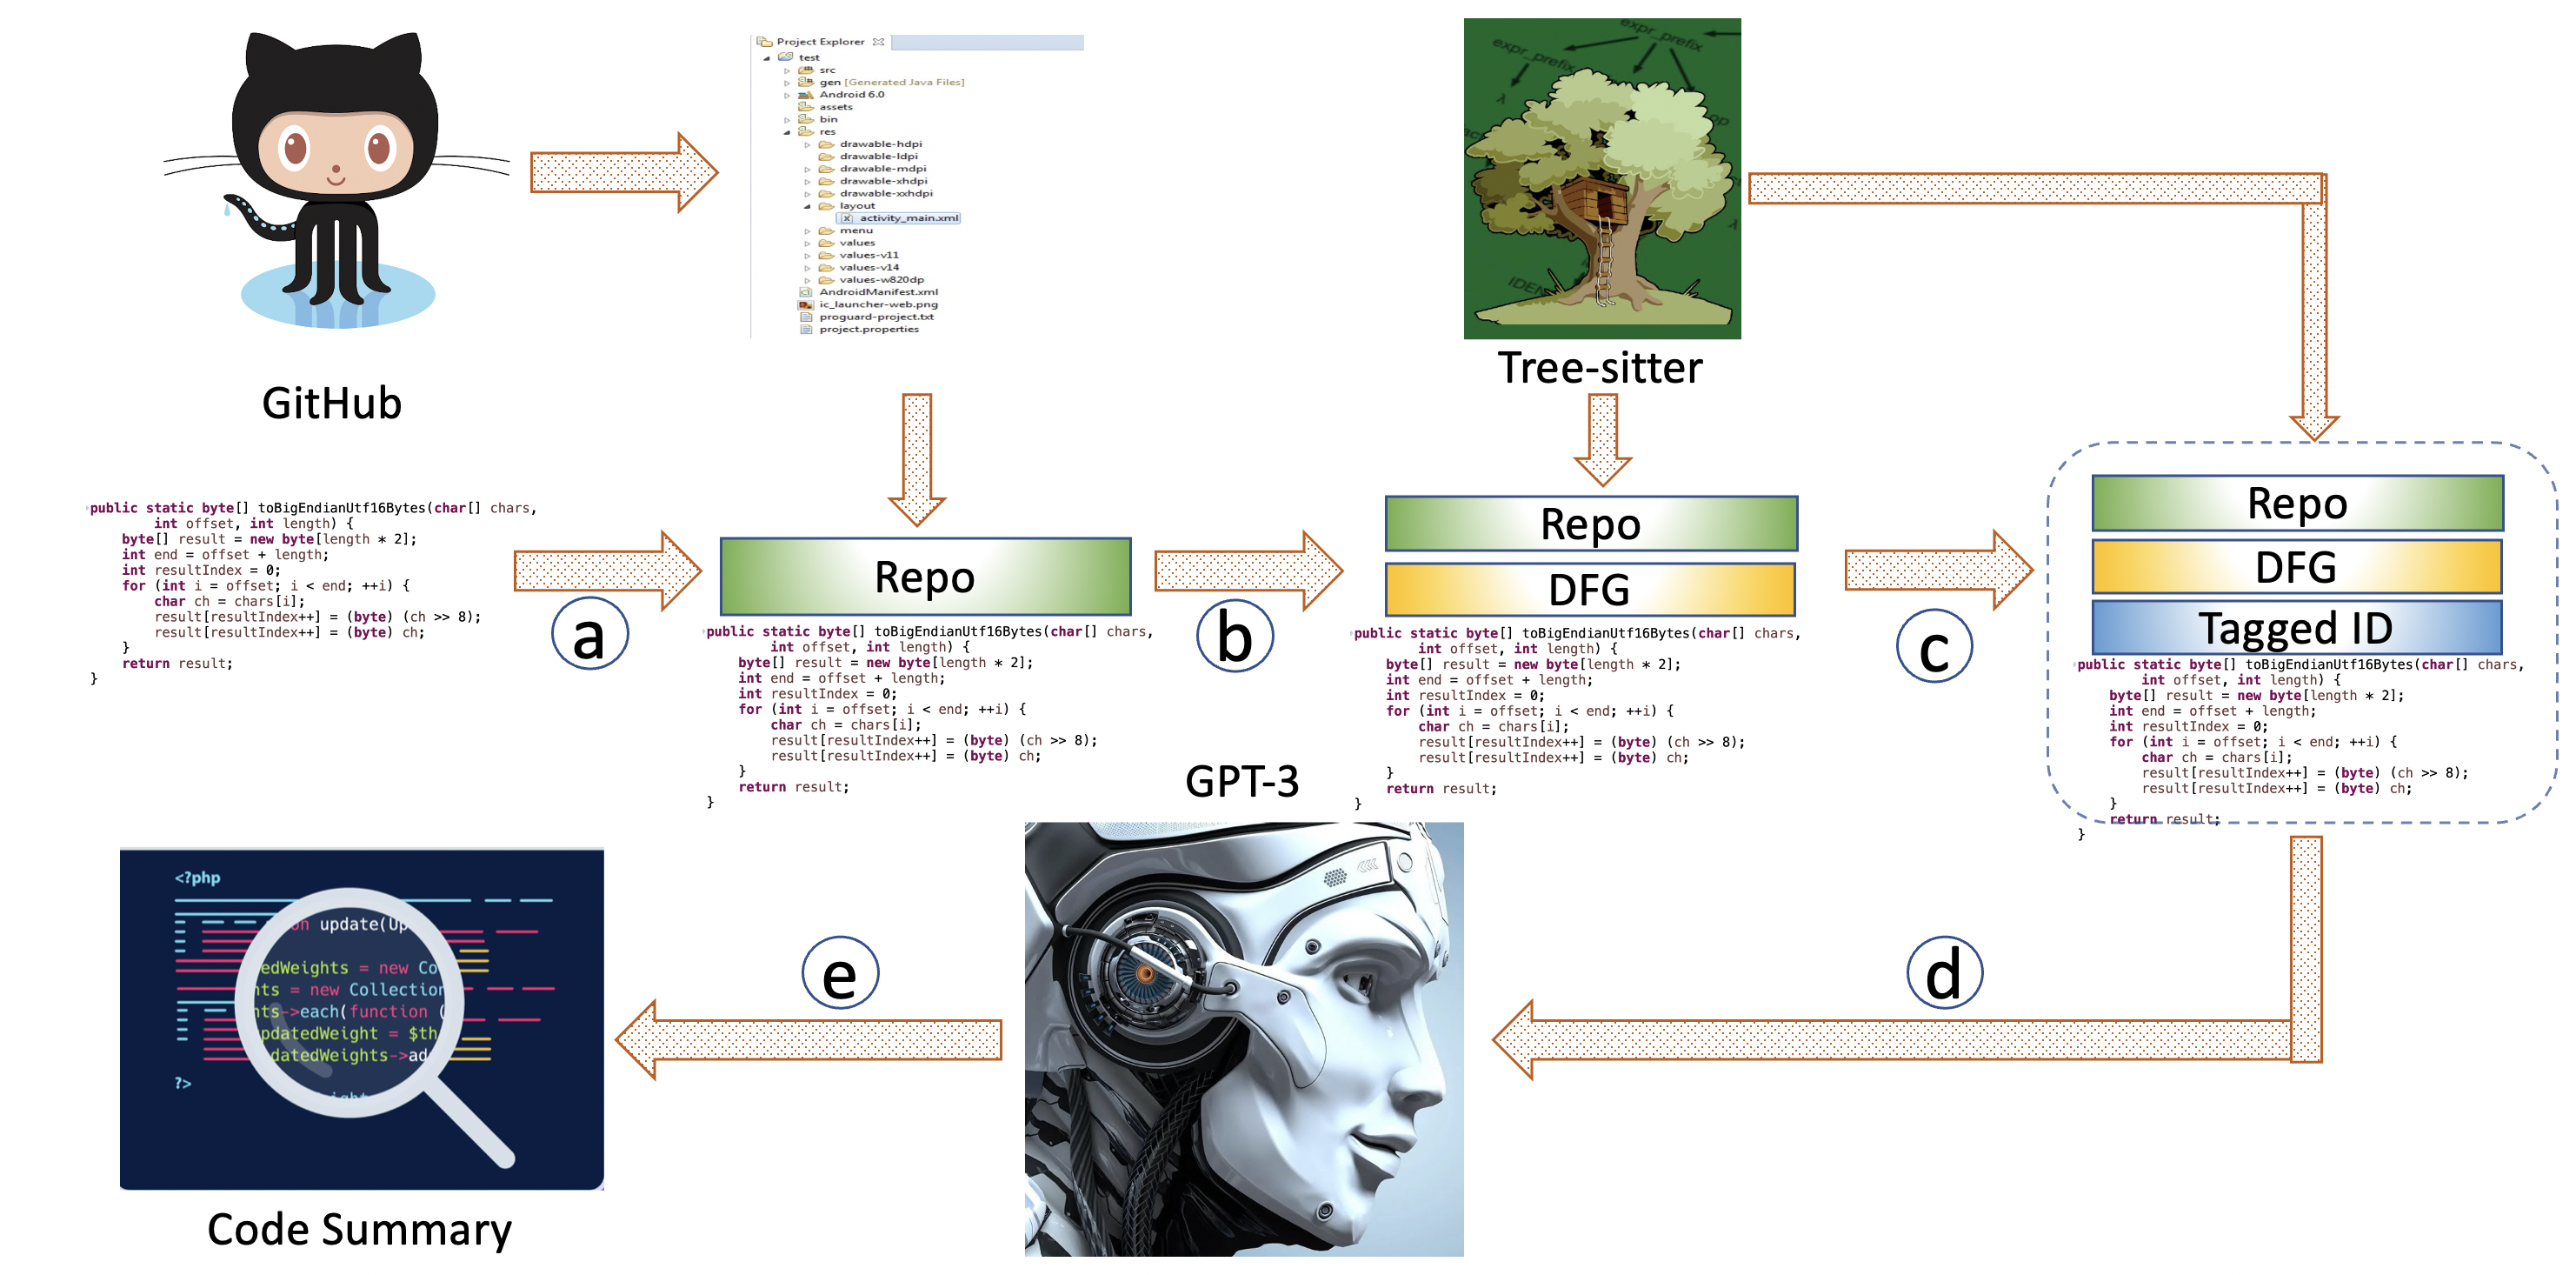 Project Explorer
test
src
gen [Generated Java Files]
Android 6.0
assets
bin
res
drawable-hdpi
drawable-ldpi
drawable-mdpi
drawable-xhdpi
drawable-xxhdpi
layout
activity_main.xml
menu
values
values-v11
values-v14
values-w820dp
AndroidManifest.xml
ic_launcher-web.png
proguard-project.txt
project.properties
expr_prefix
expr_prefix
λ
IDEN
GitHub
Tree-sitter
public static byte[] toBigEndianUtf16Bytes(char[] chars,
int offset, int length) {
byte[] result = new byte[length * 2];
int end = offset + length;
int resultIndex = 0;
for (int i = offset; i < end; ++i) {
char ch = chars[i];
result[resultIndex++] = (byte) (ch >> 8);
result[resultIndex++] = (byte) ch;
}
return result;
}
a
Repo
public static byte[] toBigEndianUtf16Bytes(char[] chars,
int offset, int length) {
byte[] result = new byte[length * 2];
int end = offset + length;
int resultIndex = 0;
for (int i = offset; i < end; ++i) {
char ch = chars[i];
result[resultIndex++] = (byte) (ch >> 8);
result[resultIndex++] = (byte) ch;
}
return result;
}
b
Repo
DFG
public static byte[] toBigEndianUtf16Bytes(char[] chars,
int offset, int length) {
byte[] result = new byte[length * 2];
int end = offset + length;
int resultIndex = 0;
for (int i = offset; i < end; ++i) {
char ch = chars[i];
result[resultIndex++] = (byte) (ch >> 8);
result[resultIndex++] = (byte) ch;
}
return result;
}
c
Repo
DFG
Tagged ID
public static byte[] toBigEndianUtf16Bytes(char[] chars,
int offset, int length) {
byte[] result = new byte[length * 2];
int end = offset + length;
int resultIndex = 0;
for (int i = offset; i < end; ++i) {
char ch = chars[i];
result[resultIndex++] = (byte) (ch >> 8);
result[resultIndex++] = (byte) ch;
}
return result;
}
GPT-3
d
e
<?php
on update(Up
edWeights = new Co
nts = new Collection
nts->each(function (
pdatedWeight = $th
datedWeights->ad
?>
Code Summary